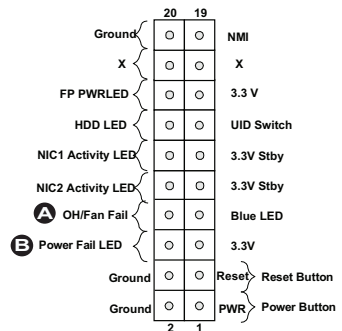 20 19
Ground NMI
X X
FP PWRLED 3.3 V
HDD LED UID Switch
NIC1 Activity LED 3.3V Stby
NIC2 Activity LED 3.3V Stby
A OH/Fan Fail Blue LED
B Power Fail LED 3.3V
Ground Reset Reset Button
Ground PWR Power Button
2 1